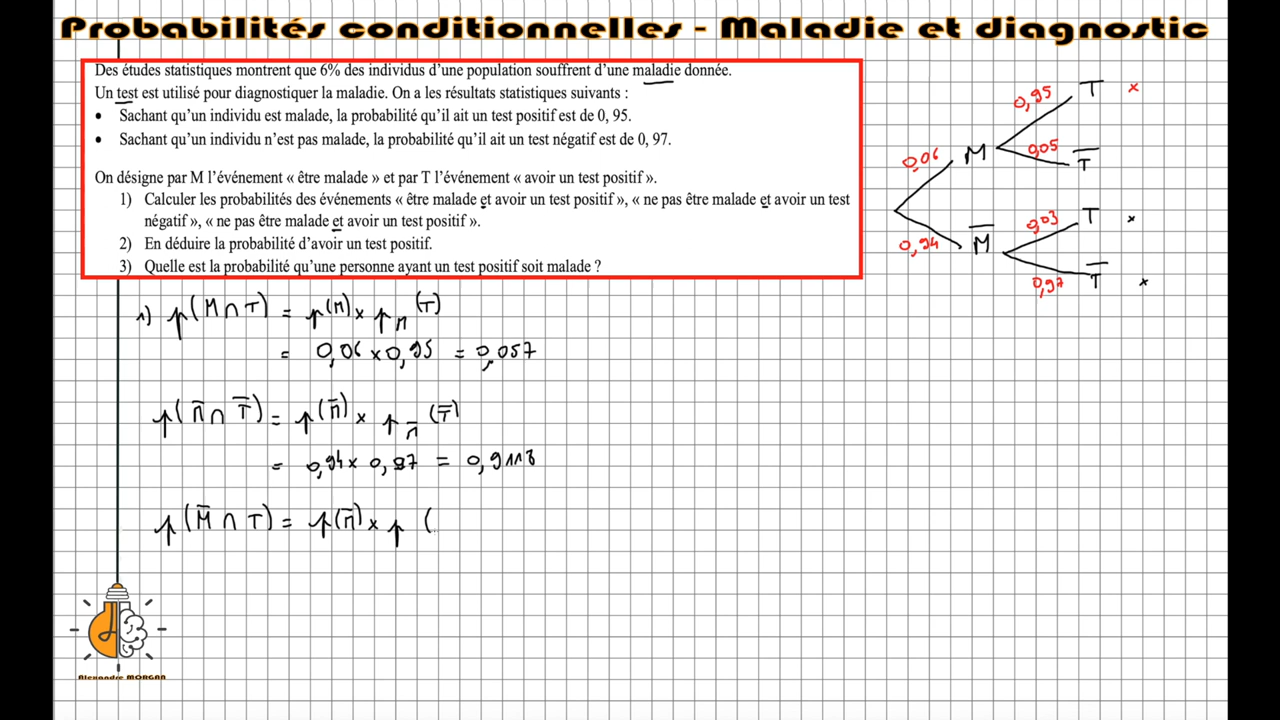 Probabilités conditionnelles - Maladie et diagnostic
Des études statistiques montrent que 6% des individus d'une population souffrent d'une maladie donnée.
Un test est utilisé pour diagnostiquer la maladie. On a les résultats statistiques suivants :
• Sachant qu'un individu est malade, la probabilité qu'il ait un test positif est de 0, 95.
• Sachant qu'un individu n'est pas malade, la probabilité qu'il ait un test négatif est de 0, 97.
On désigne par M l'événement « être malade » et par T l'événement « avoir un test positif ».
1) Calculer les probabilités des événements « être malade et avoir un test positif », « ne pas être malade et avoir un test
négatif », « ne pas être malade et avoir un test positif ».
2) En déduire la probabilité d'avoir un test positif.
3) Quelle est la probabilité qu'une personne ayant un test positif soit malade ?
0,95 T ×
0,06 M 0,05 T̅
0,94 M̅ 0,03 T ×
0,97 T̅ ×
1) p(M∩T) = p(M) × p_M(T)
= 0,06 × 0,95 = 0,057
p(M̅∩T̅) = p(M̅) × p_M̅(T̅)
= 0,94 × 0,97 = 0,9118
p(M̅∩T) = p(M̅) × p (
Alexandre MORGAN